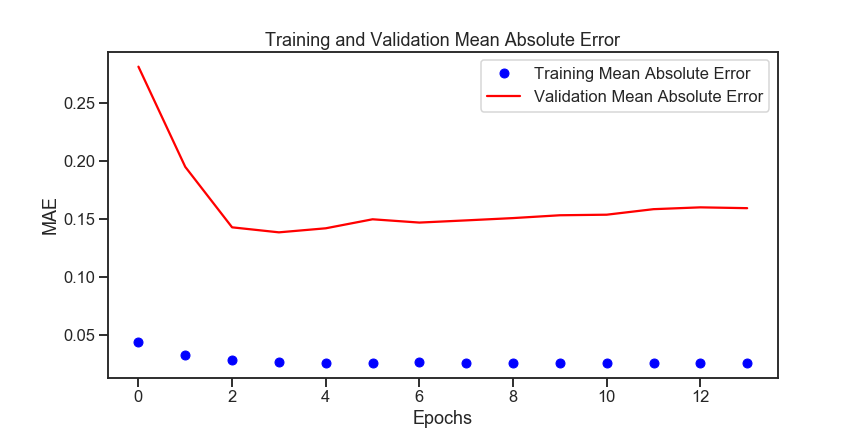 Training and Validation Mean Absolute Error
Training Mean Absolute Error
Validation Mean Absolute Error
MAE
0.25
0.20
0.15
0.10
0.05
0 2 4 6 8 10 12
Epochs